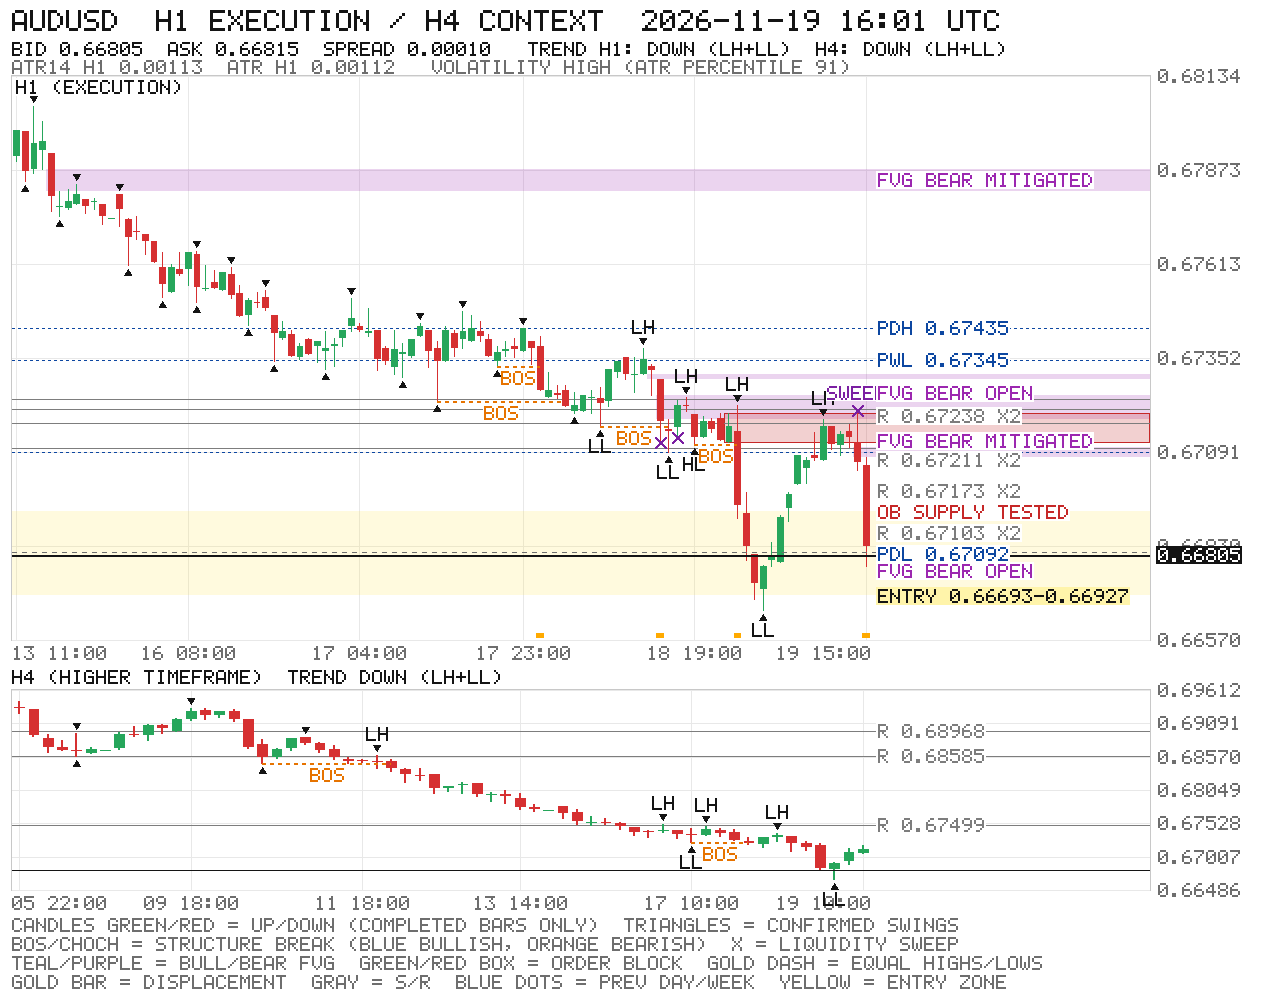 AUDUSD  H1 EXECUTION / H4 CONTEXT  2026-11-19 16:01 UTC
BID 0.66805  ASK 0.66815  SPREAD 0.00010   TREND H1: DOWN (LH+LL)  H4: DOWN (LH+LL)
ATR14 H1 0.00113  ATR H1 0.00112   VOLATILITY HIGH (ATR PERCENTILE 91)
H1 (EXECUTION)
0.68134
0.67873
FVG BEAR MITIGATED
0.67613
PDH 0.67435
LH
PWL 0.67345
0.67352
BOS
LH
LH
SWEE
FVG BEAR OPEN
BOS
R 0.67238 X2
BOS
LL
FVG BEAR MITIGATED
BOS
0.67091
R 0.67211 X2
LL
HL
R 0.67173 X2
OB SUPPLY TESTED
R 0.67103 X2
PDL 0.67092
0.66805
FVG BEAR OPEN
ENTRY 0.66693-0.66927
LL
0.66570
13 11:00
16 08:00
17 04:00
17 23:00
18 19:00
19 15:00
H4 (HIGHER TIMEFRAME)  TREND DOWN (LH+LL)
0.69612
0.69091
R 0.68968
LH
R 0.68585
0.68570
BOS
0.68049
LH
LH
LH
R 0.67499
0.67528
LL
BOS
0.67007
0.66486
LL
05 22:00
09 18:00
11 18:00
13 14:00
17 10:00
CANDLES GREEN/RED = UP/DOWN (COMPLETED BARS ONLY)  TRIANGLES = CONFIRMED SWINGS
BOS/CHOCH = STRUCTURE BREAK (BLUE BULLISH, ORANGE BEARISH)  X = LIQUIDITY SWEEP
TEAL/PURPLE = BULL/BEAR FVG  GREEN/RED BOX = ORDER BLOCK  GOLD DASH = EQUAL HIGHS/LOWS
GOLD BAR = DISPLACEMENT  GRAY = S/R  BLUE DOTS = PREV DAY/WEEK  YELLOW = ENTRY ZONE